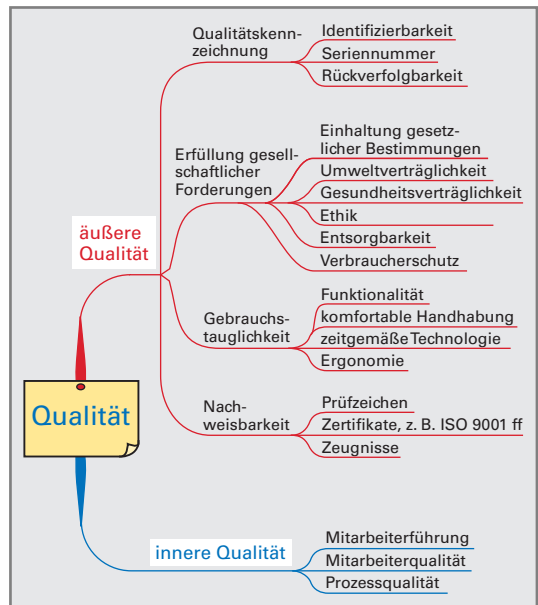 Qualitätskenn-
zeichnung
Identifizierbarkeit
Seriennummer
Rückverfolgbarkeit
Erfüllung gesell-
schaftlicher
Forderungen
Einhaltung gesetz-
licher Bestimmungen
Umweltverträglichkeit
Gesundheitsverträglichkeit
Ethik
Entsorgbarkeit
Verbraucherschutz
äußere
Qualität
Gebrauchs-
tauglichkeit
Funktionalität
komfortable Handhabung
zeitgemäße Technologie
Ergonomie
Nach-
weisbarkeit
Prüfzeichen
Zertifikate, z. B. ISO 9001 ff
Zeugnisse
Qualität
innere Qualität
Mitarbeiterführung
Mitarbeiterqualität
Prozessqualität